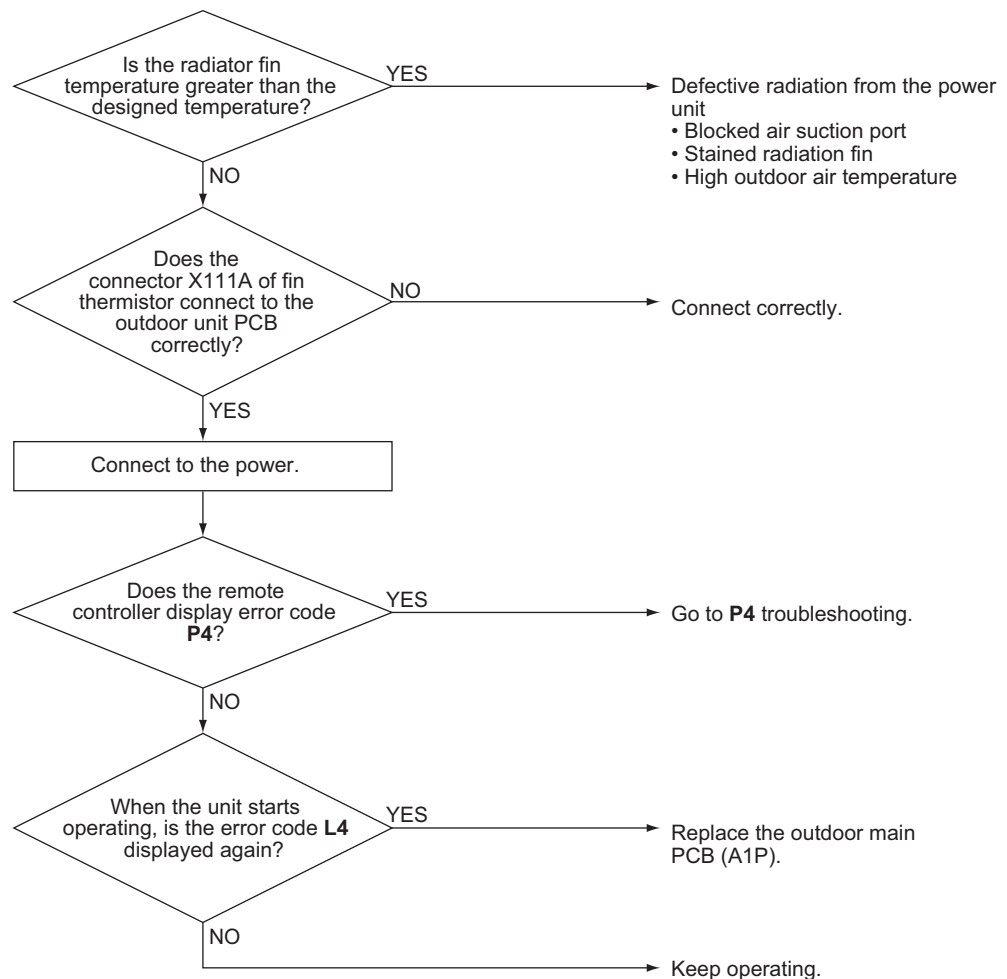 Is the radiator fin
temperature greater than the
designed temperature?
YES
Defective radiation from the power
unit
• Blocked air suction port
• Stained radiation fin
• High outdoor air temperature
NO
Does the
connector X111A of fin
thermistor connect to the
outdoor unit PCB
correctly?
NO
Connect correctly.
YES
Connect to the power.
Does the remote
controller display error code
P4?
YES
Go to P4 troubleshooting.
NO
When the unit starts
operating, is the error code L4
displayed again?
YES
Replace the outdoor main
PCB (A1P).
NO
Keep operating.